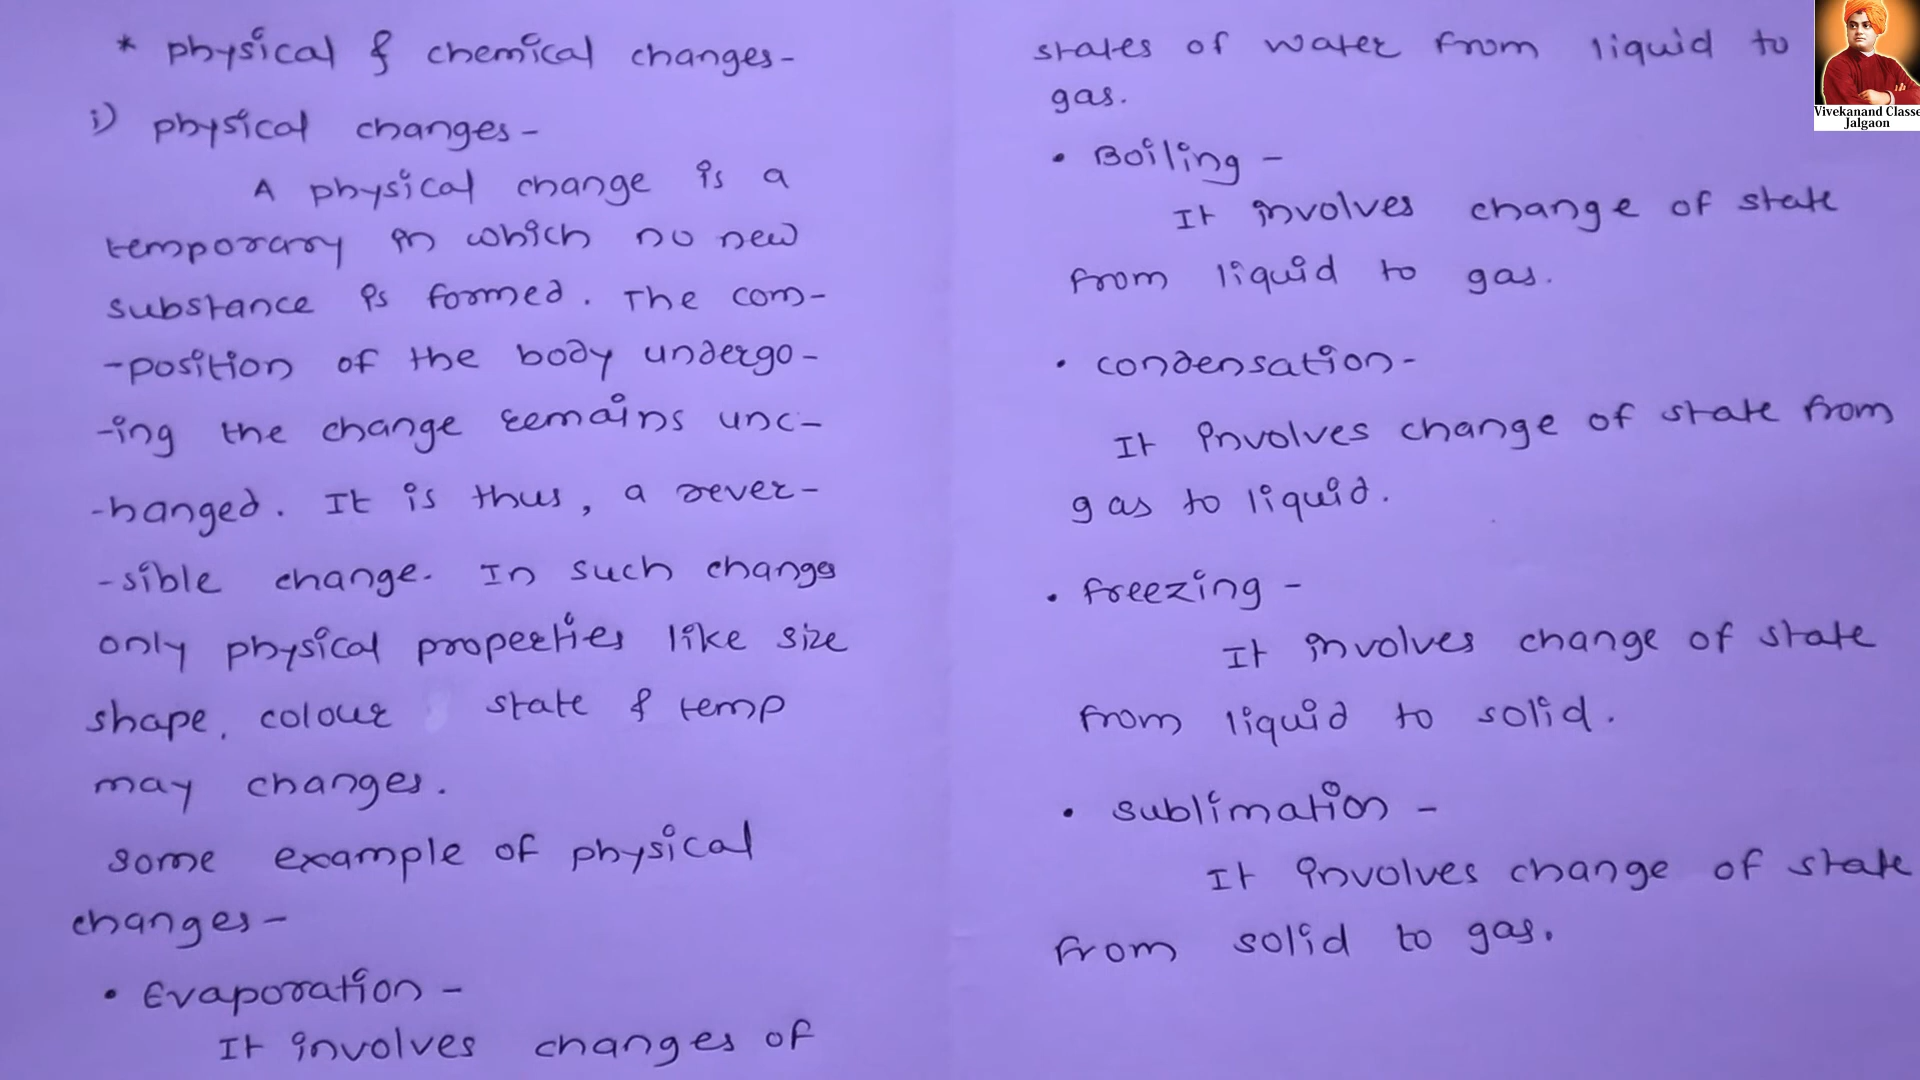 * physical & chemical changes-
i) physical changes-
A physical change is a
temporary in which no new
substance is formed. The com-
-position of the body undergo-
-ing the change remains unc-
-hanged. It is thus, a rever-
-sible change. In such changes
only physical properties like size
shape, colour state & temp
may changes.
some example of physical
changes-
• Evaporation-
It involves changes of
states of water from liquid to
gas.
• Boiling-
It involves change of state
from liquid to gas.
• condensation-
It involves change of state from
gas to liquid.
• freezing-
It involves change of state
from liquid to solid.
• sublimation-
It involves change of state
from solid to gas.
Vivekanand Classe
Jalgaon